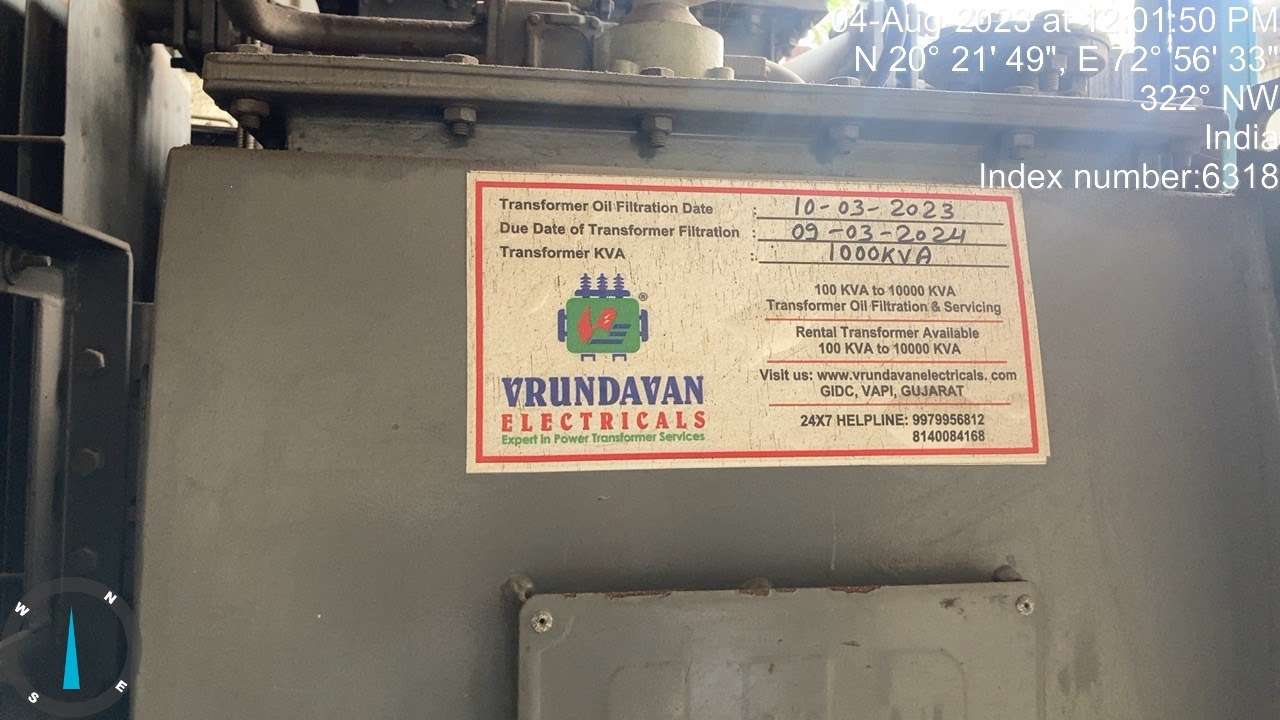 04-Aug-2023 at 12:01:50 PM
N 20° 21' 49", E 72° 56' 33"
322° NW
India
Index number:6318
Transformer Oil Filtration Date : 10-03-2023
Due Date of Transformer Filtration : 09-03-2024
Transformer KVA : 1000KVA
100 KVA to 10000 KVA
Transformer Oil Filtration & Servicing
Rental Transformer Available
100 KVA to 10000 KVA
Visit us: www.vrundavanelectricals. com
GIDC, VAPI, GUJARAT
24X7 HELPLINE: 9979956812
8140084168
®
VE
VRUNDAVAN
ELECTRICALS
Expert in Power Transformer Services
N
W
E
S